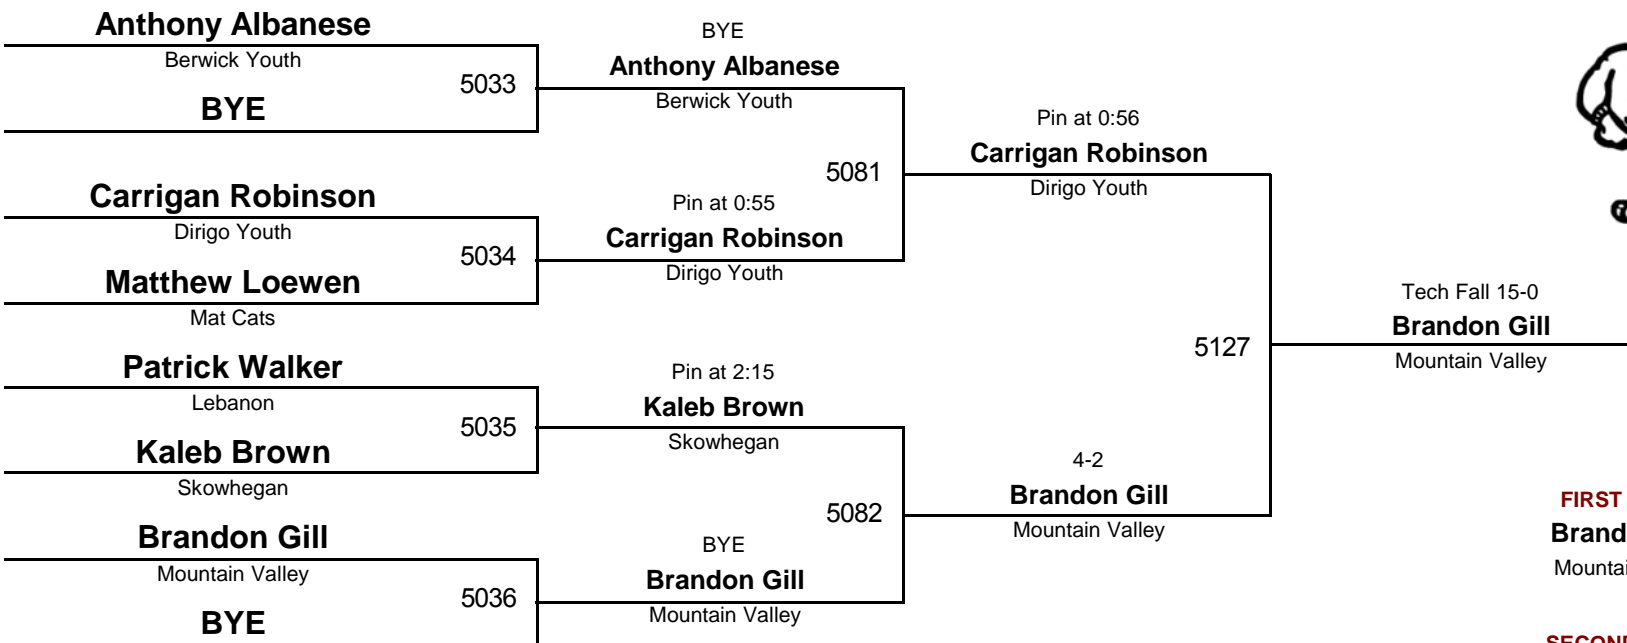 Anthony Albanese
Berwick Youth
5033
BYE
Carrigan Robinson
Dirigo Youth
5034
Matthew Loewen
Mat Cats
Patrick Walker
Lebanon
5035
Kaleb Brown
Skowhegan
Brandon Gill
Mountain Valley
5036
BYE
BYE
Anthony Albanese
Berwick Youth
5081
Pin at 0:55
Carrigan Robinson
Dirigo Youth
Pin at 2:15
Kaleb Brown
Skowhegan
5082
BYE
Brandon Gill
Mountain Valley
Pin at 0:56
Carrigan Robinson
Dirigo Youth
5127
4-2
Brandon Gill
Mountain Valley
Tech Fall 15-0
Brandon Gill
Mountain Valley
FIRST
Brand
Mountai
SECOND